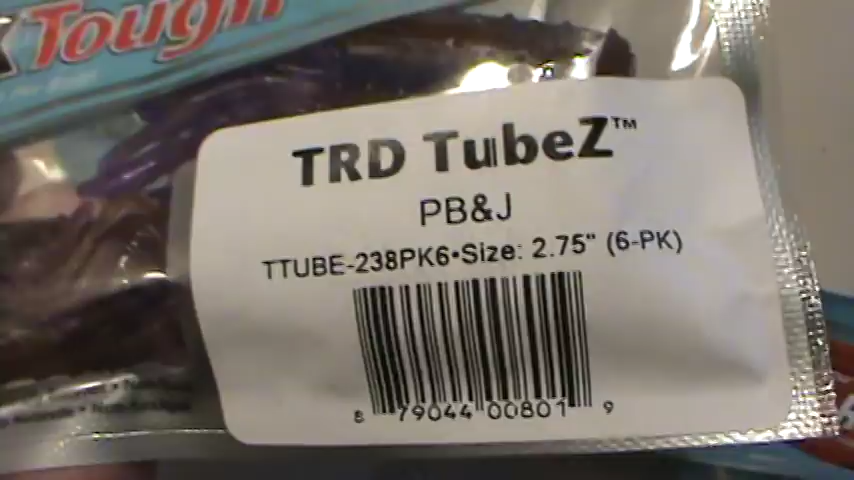 Tough
TRD TubeZ™
PB&J
TTUBE-238PK6•Size: 2.75" (6-PK)
8 79044 00801 9